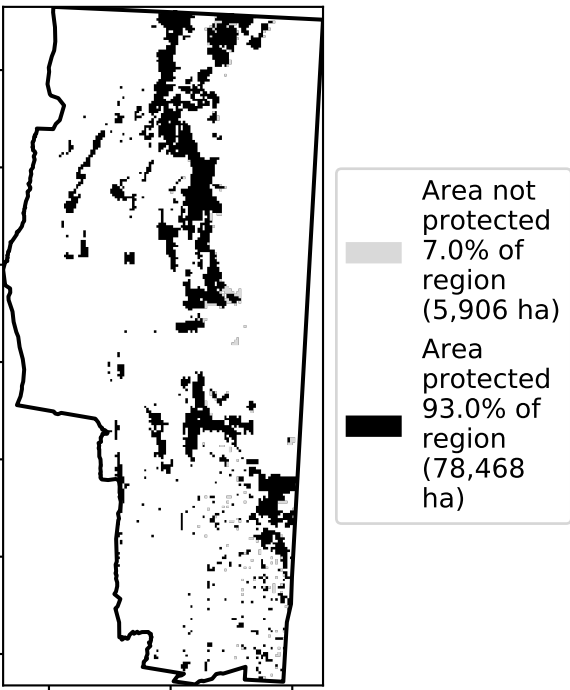 Area not
protected
7.0% of
region
(5,906 ha)
Area
protected
93.0% of
region
(78,468
ha)